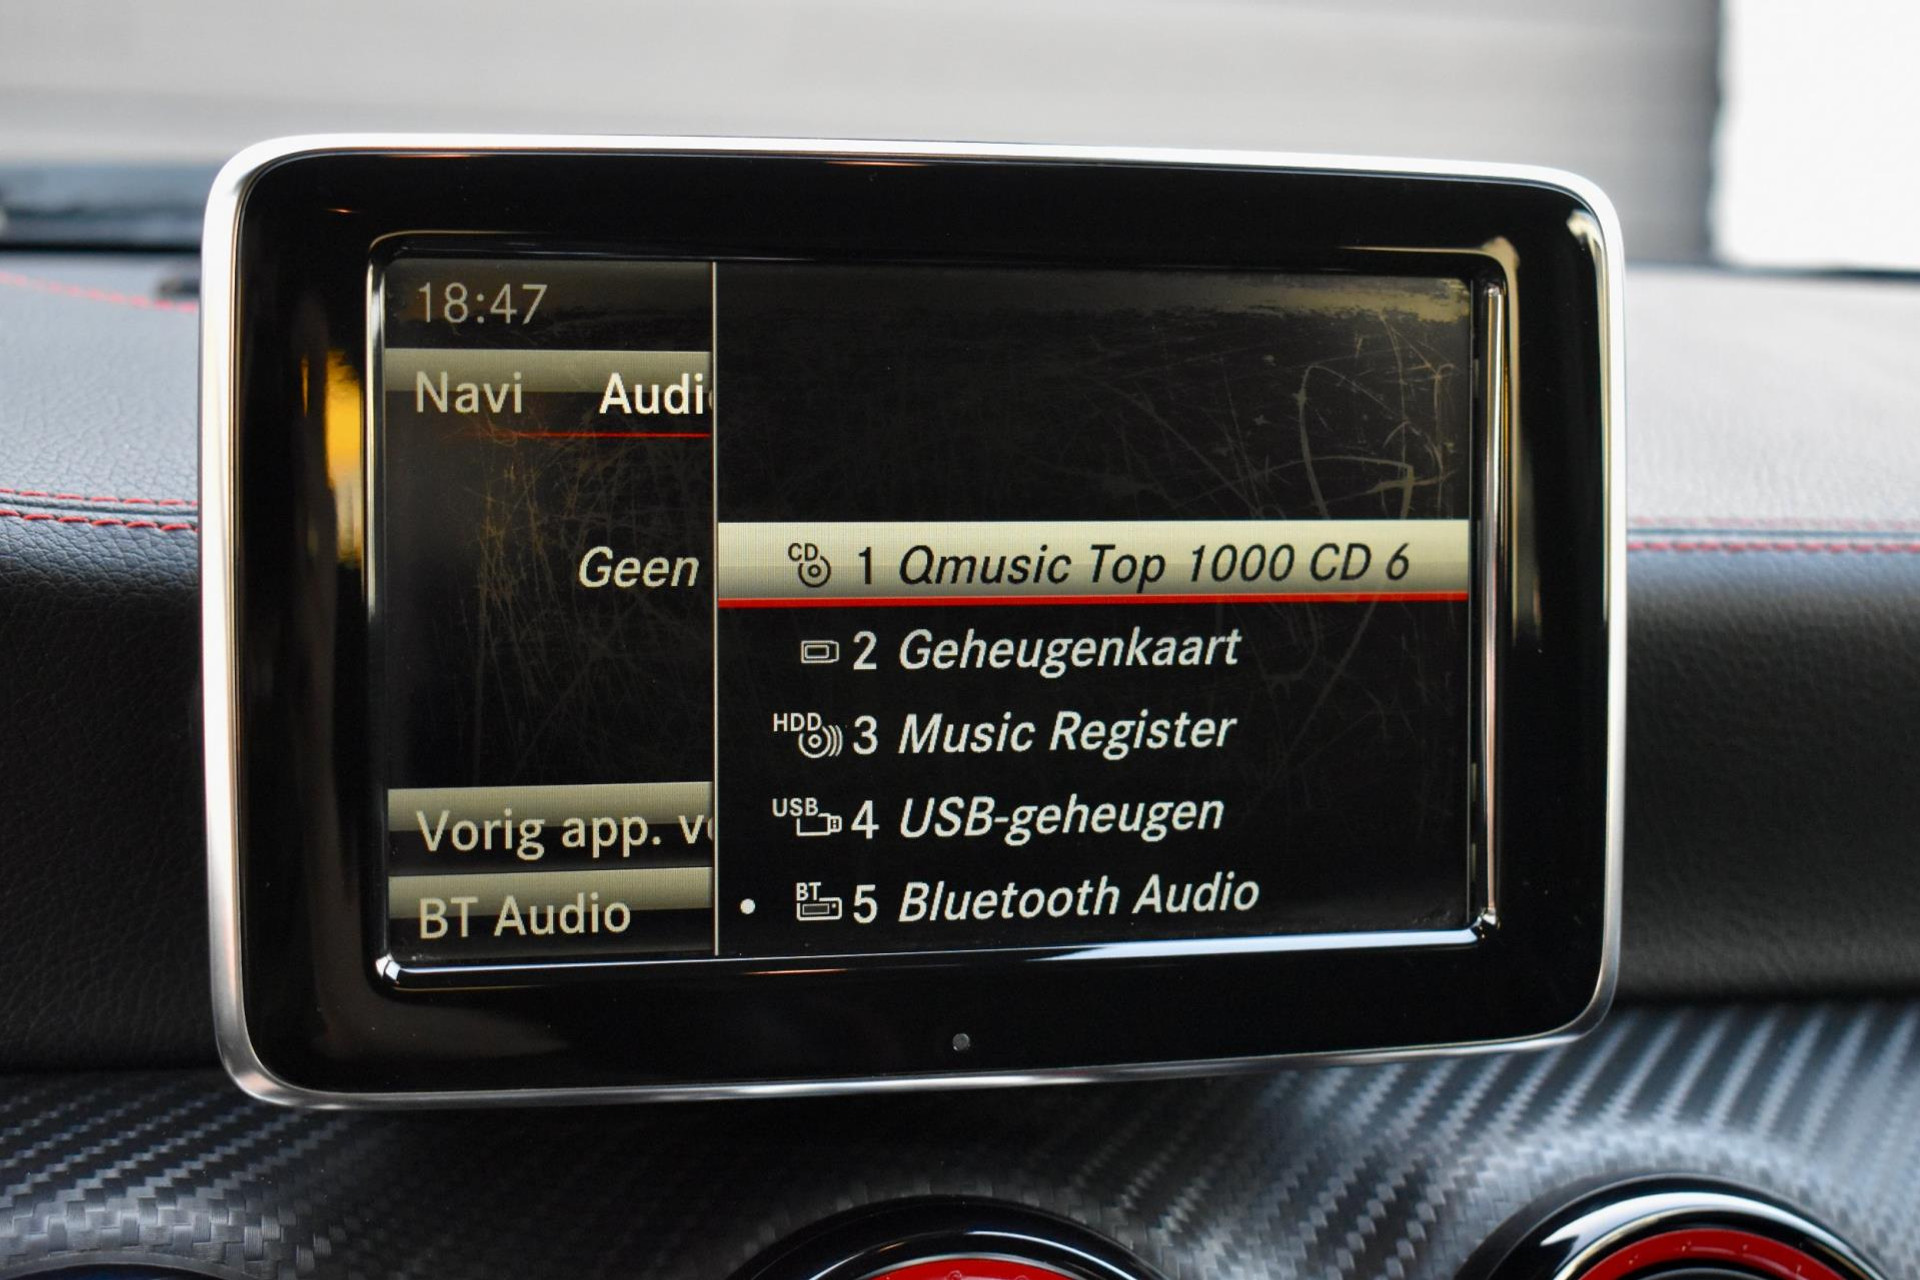 18:47
Navi Audi
Geen
CD 1 Qmusic Top 1000 CD 6
2 Geheugenkaart
HDD 3 Music Register
USB 4 USB-geheugen
Vorig app. v
BT 5 Bluetooth Audio
BT Audio